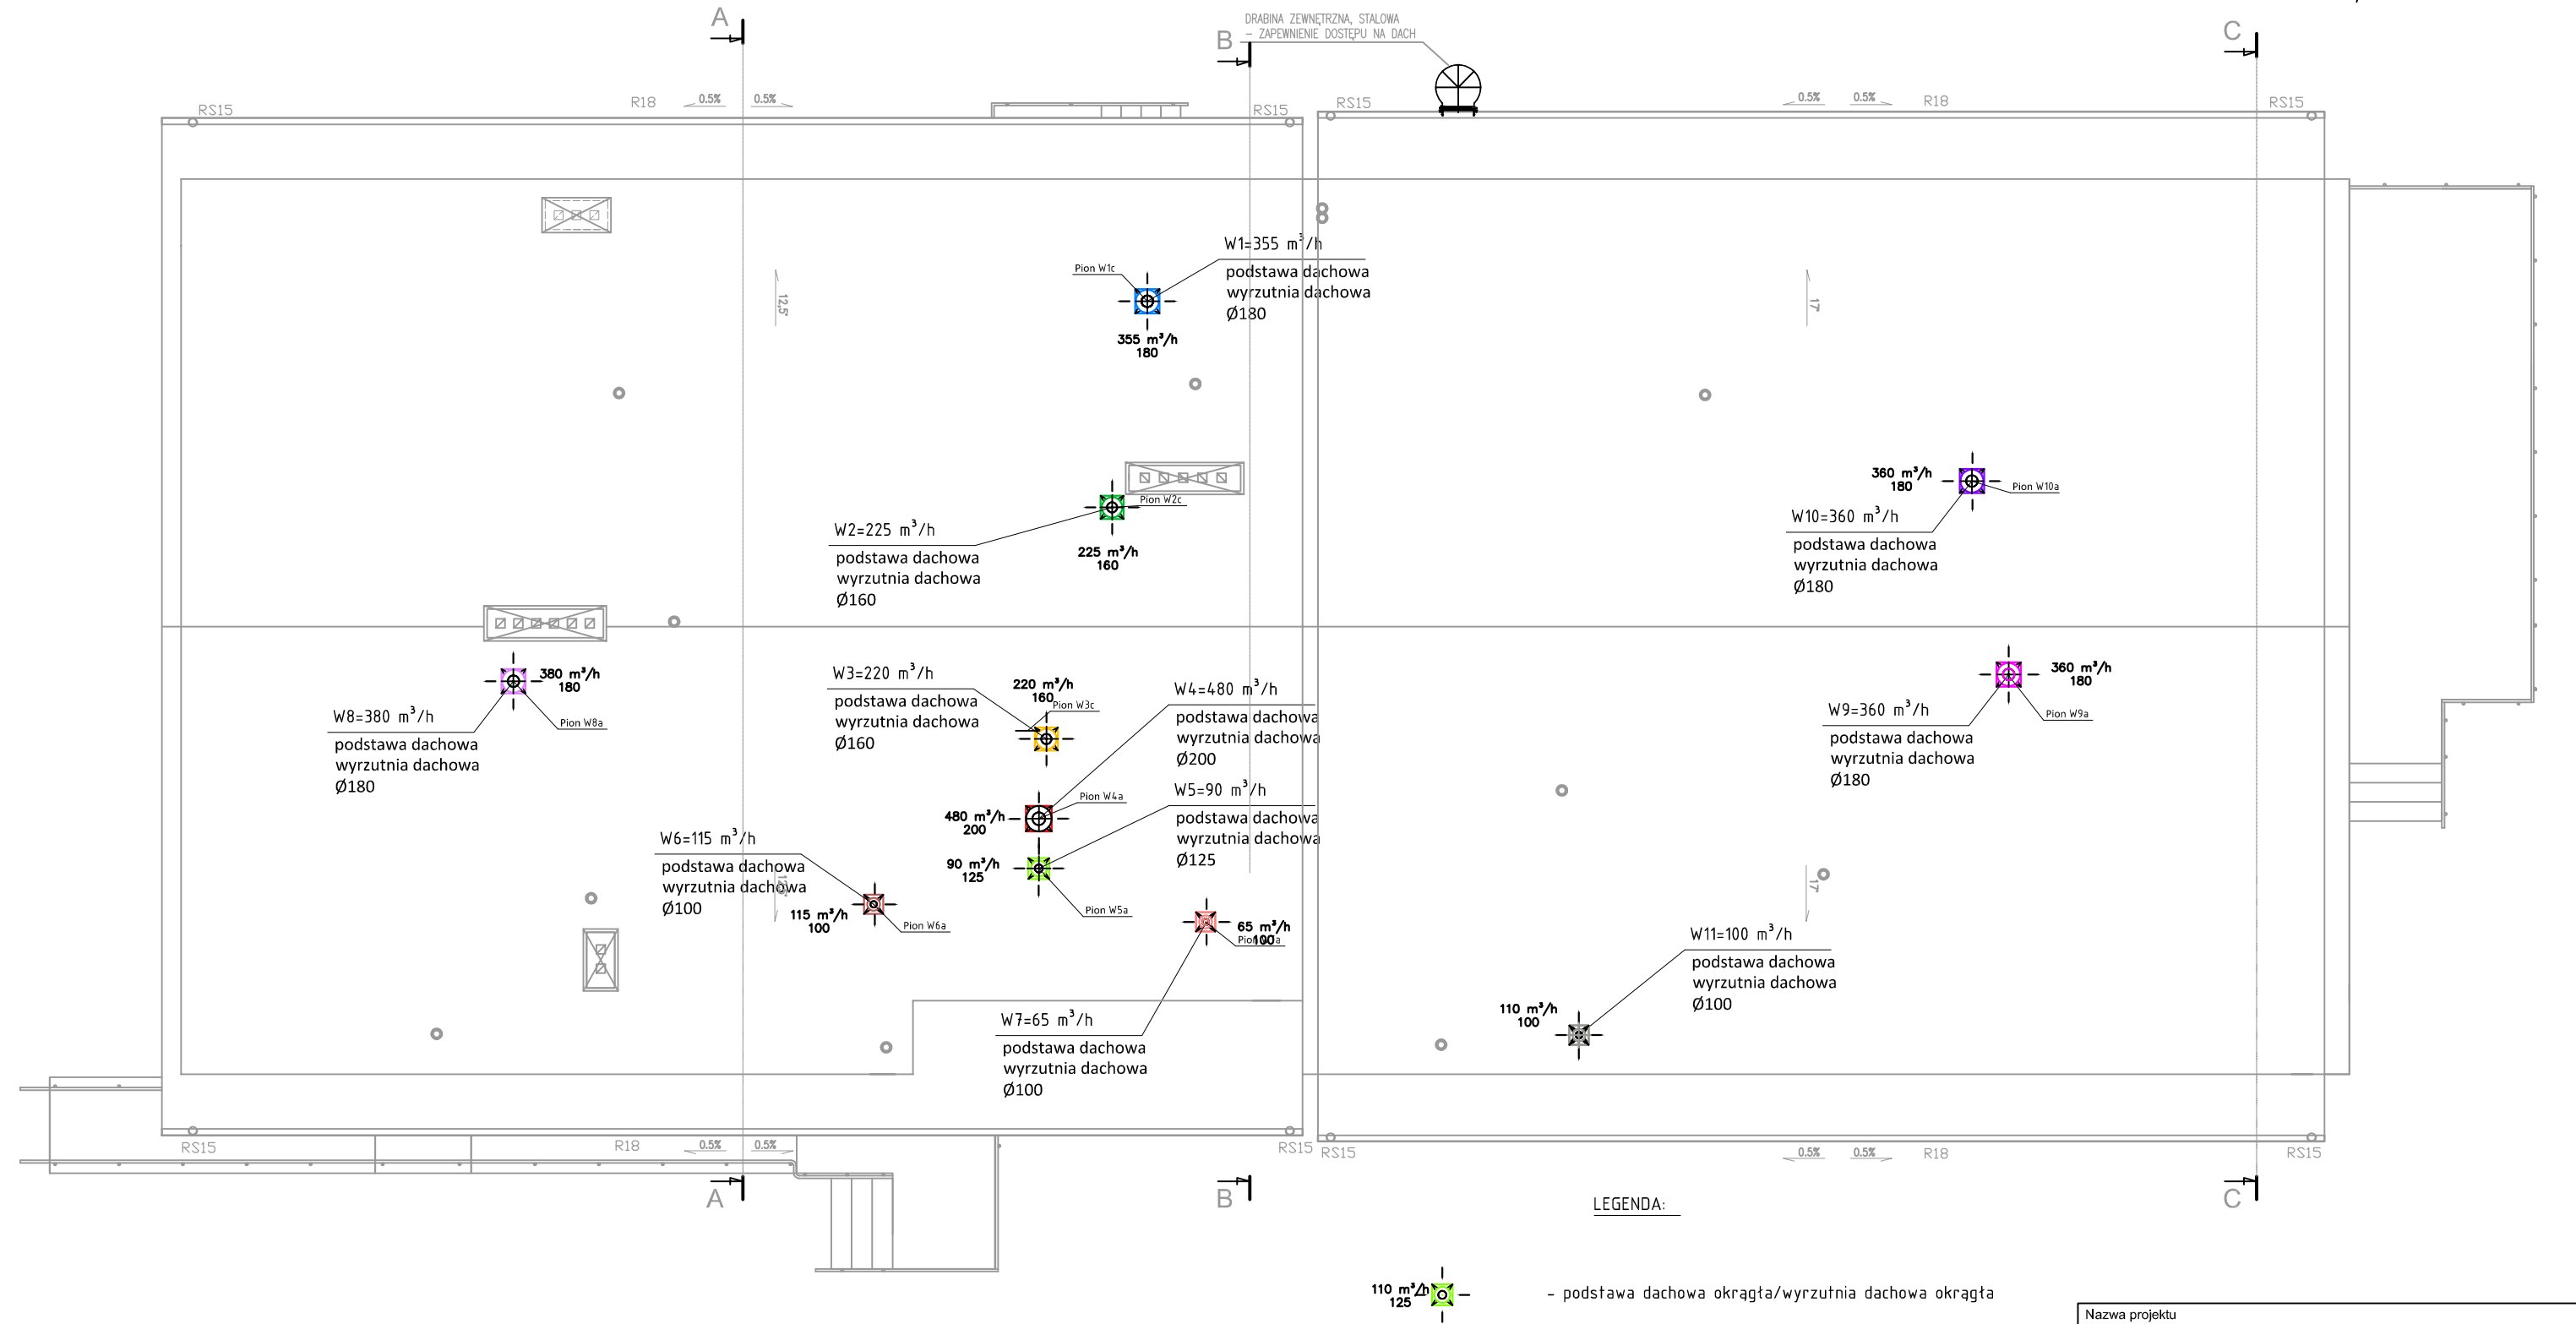 A
DRABINA ZEWNĘTRZNA, STALOWA
- ZAPEWNIENIE DOSTĘPU NA DACH
B
C
RS15
R18
0.5%
0.5%
RS15
RS15
0.5%
0.5%
R18
RS15
W1=355 m³/h
podstawa dachowa
wyrzutnia dachowa
Ø180
Pion W1c
355 m³/h
180
12,5°
17°
Pion W2c
W2=225 m³/h
podstawa dachowa
wyrzutnia dachowa
Ø160
225 m³/h
160
360 m³/h
180
Pion W10a
W10=360 m³/h
podstawa dachowa
wyrzutnia dachowa
Ø180
380 m³/h
180
Pion W8a
W8=380 m³/h
podstawa dachowa
wyrzutnia dachowa
Ø180
W3=220 m³/h
podstawa dachowa
wyrzutnia dachowa
Ø160
220 m³/h
160
Pion W3c
W4=480 m³/h
podstawa dachowa
wyrzutnia dachowa
Ø200
480 m³/h
200
Pion W4a
360 m³/h
180
Pion W9a
W9=360 m³/h
podstawa dachowa
wyrzutnia dachowa
Ø180
W5=90 m³/h
podstawa dachowa
wyrzutnia dachowa
Ø125
90 m³/h
125
Pion W5a
W6=115 m³/h
podstawa dachowa
wyrzutnia dachowa
Ø100
115 m³/h
100
Pion W6a
65 m³/h
100
Pion
17°
W7=65 m³/h
podstawa dachowa
wyrzutnia dachowa
Ø100
W11=100 m³/h
podstawa dachowa
wyrzutnia dachowa
Ø100
110 m³/h
100
RS15
R18
0.5%
0.5%
RS15
RS15
0.5%
0.5%
R18
RS15
A
B
C
LEGENDA:
110 m³/h
125
- podstawa dachowa okrągła/wyrzutnia dachowa okrągła
Nazwa projektu